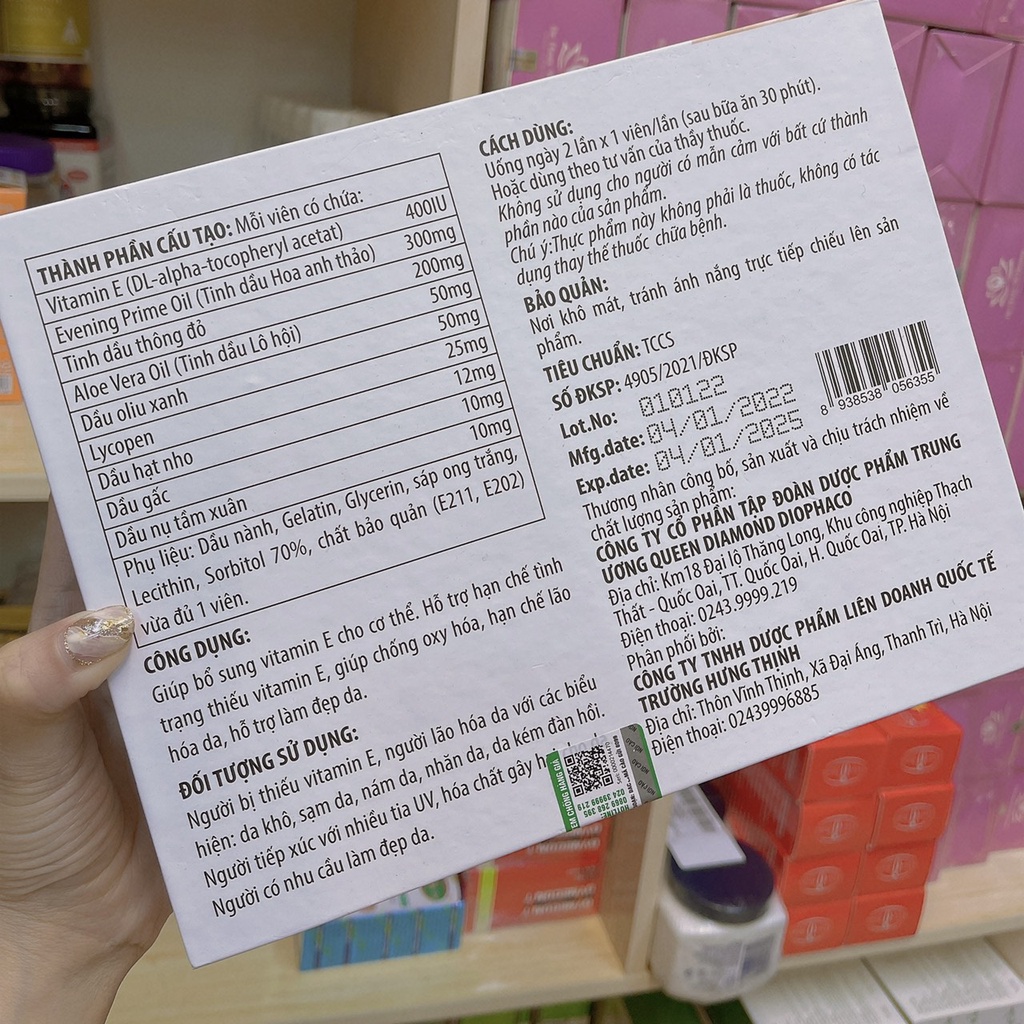 THÀNH PHẦN CẤU TẠO: Mỗi viên có chứa:
Vitamin E (DL-alpha-tocopheryl acetat) 400IU
Evening Prime Oil (Tinh dầu Hoa anh thảo) 300mg
Tinh dầu thông đỏ 200mg
Aloe Vera Oil (Tinh dầu Lô hội) 50mg
Dầu oliu xanh 50mg
Lycopen 25mg
Dầu hạt nho 12mg
Dầu gấc 10mg
Dầu nụ tầm xuân 10mg
Phụ liệu: Dầu nành, Gelatin, Glycerin, sáp ong trắng,
Lecithin, Sorbitol 70%, chất bảo quản (E211, E202)
vừa đủ 1 viên.
CÔNG DỤNG:
Giúp bổ sung vitamin E cho cơ thể. Hỗ trợ hạn chế tình
trạng thiếu vitamin E, giúp chống oxy hóa, hạn chế lão
hóa da, hỗ trợ làm đẹp da.
ĐỐI TƯỢNG SỬ DỤNG:
Người bị thiếu vitamin E, người lão hóa da với các biểu
hiện: da khô, sạm da, nám da, nhăn da, da kém đàn hồi.
Người tiếp xúc với nhiều tia UV, hóa chất gây
Người có nhu cầu làm đẹp da.
CÁCH DÙNG:
Uống ngày 2 lần x 1 viên/lần (sau bữa ăn 30 phút).
Hoặc dùng theo tư vấn của thầy thuốc.
Không sử dụng cho người có mẫn cảm với bất cứ thành
phần nào của sản phẩm.
Chú ý:Thực phẩm này không phải là thuốc, không có tác
dụng thay thế thuốc chữa bệnh.
BẢO QUẢN:
Nơi khô mát, tránh ánh nắng trực tiếp chiếu lên sản
phẩm.
TIÊU CHUẨN: TCCS
SỐ ĐKSP: 4905/2021/ĐKSP
Lot.No: 010122
Mfg.date: 04/01/2022
Exp.date: 04/01/2025
8 938538 056355
Thương nhân công bố, sản xuất và chịu trách nhiệm về
chất lượng sản phẩm:
CÔNG TY CỔ PHẦN TẬP ĐOÀN DƯỢC PHẨM TRUNG
ƯƠNG QUEEN DIAMOND DIOPHACO
Địa chỉ: Km18 Đại lộ Thăng Long, Khu công nghiệp Thạch
Thất - Quốc Oai, TT. Quốc Oai, H. Quốc Oai, TP. Hà Nội
Điện thoại: 0243.9999.219
Phân phối bởi:
CÔNG TY TNHH DƯỢC PHẨM LIÊN DOANH QUỐC TẾ
TRƯỜNG HƯNG THỊNH
Địa chỉ: Thôn Vĩnh Thịnh, Xã Đại Áng, Thanh Trì, Hà Nội
Điện thoại: 02439996885
TEM CHỐNG HÀNG GIẢ
HOTLINE:
0869 268 395
024 39999 219